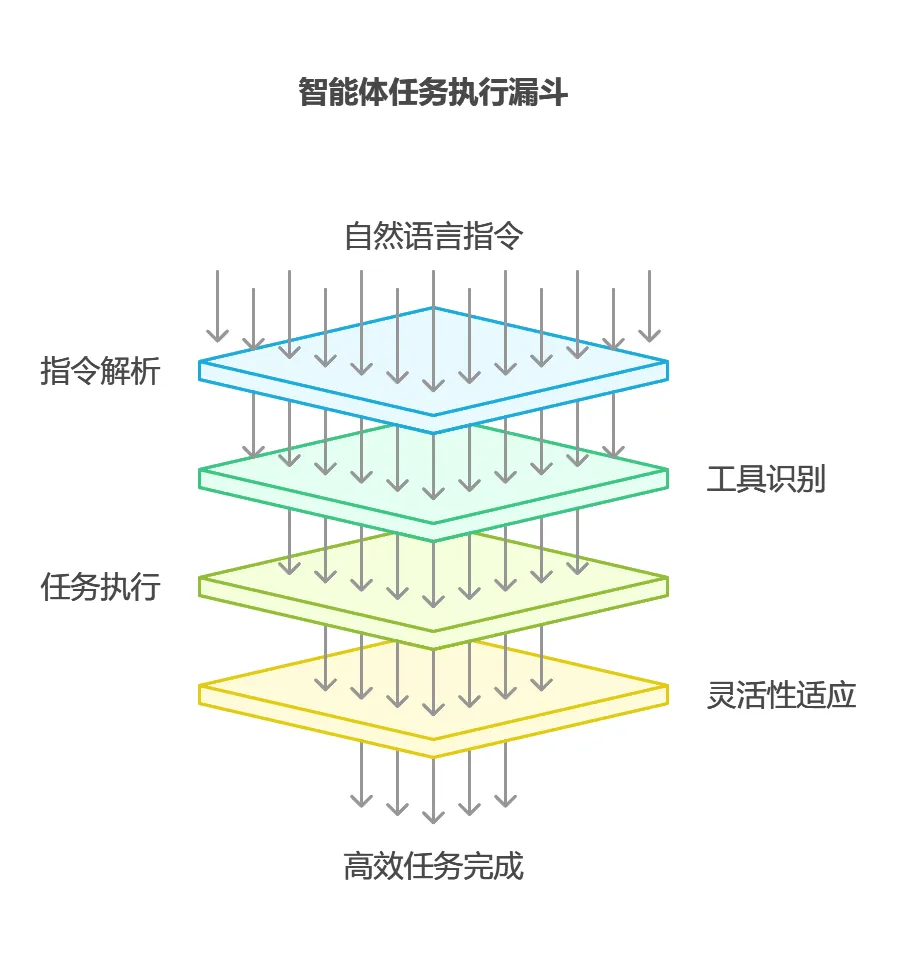 智能体任务执行漏斗
自然语言指令
指令解析
工具识别
任务执行
灵活性适应
高效任务完成